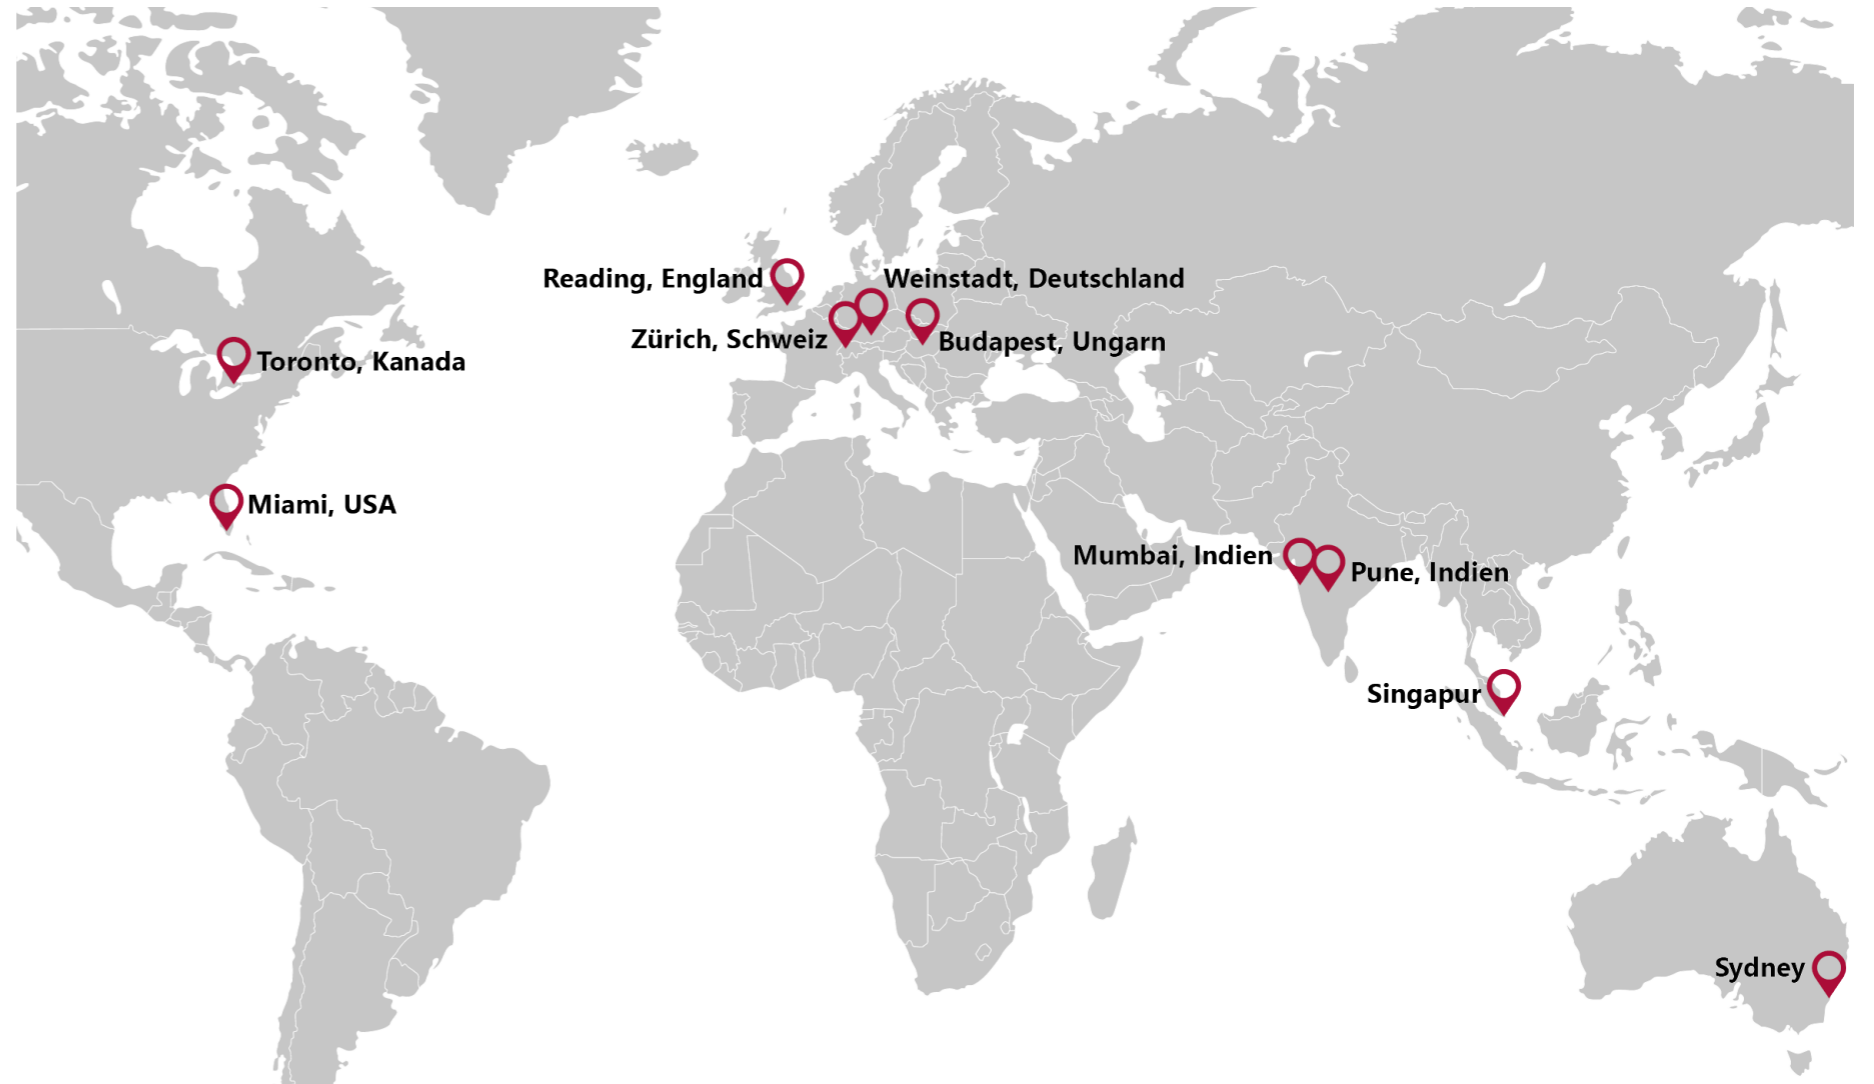 Reading, England
Weinstadt, Deutschland
Zürich, Schweiz
Budapest, Ungarn
Toronto, Kanada
Miami, USA
Mumbai, Indien
Pune, Indien
Singapur
Sydney